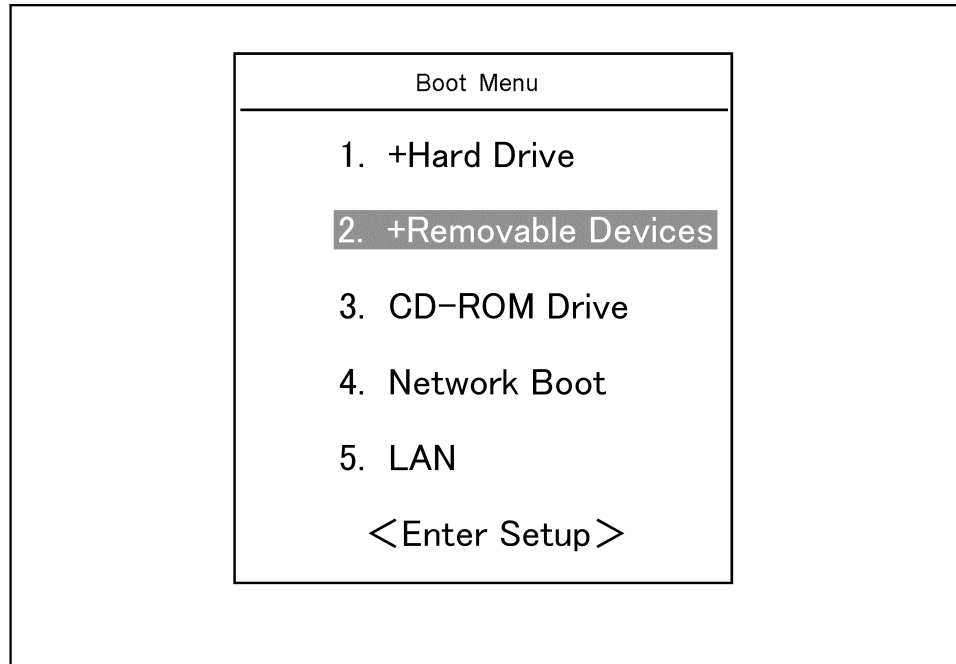 Boot Menu
1. +Hard Drive
2. +Removable Devices
3. CD-ROM Drive
4. Network Boot
5. LAN
<Enter Setup>